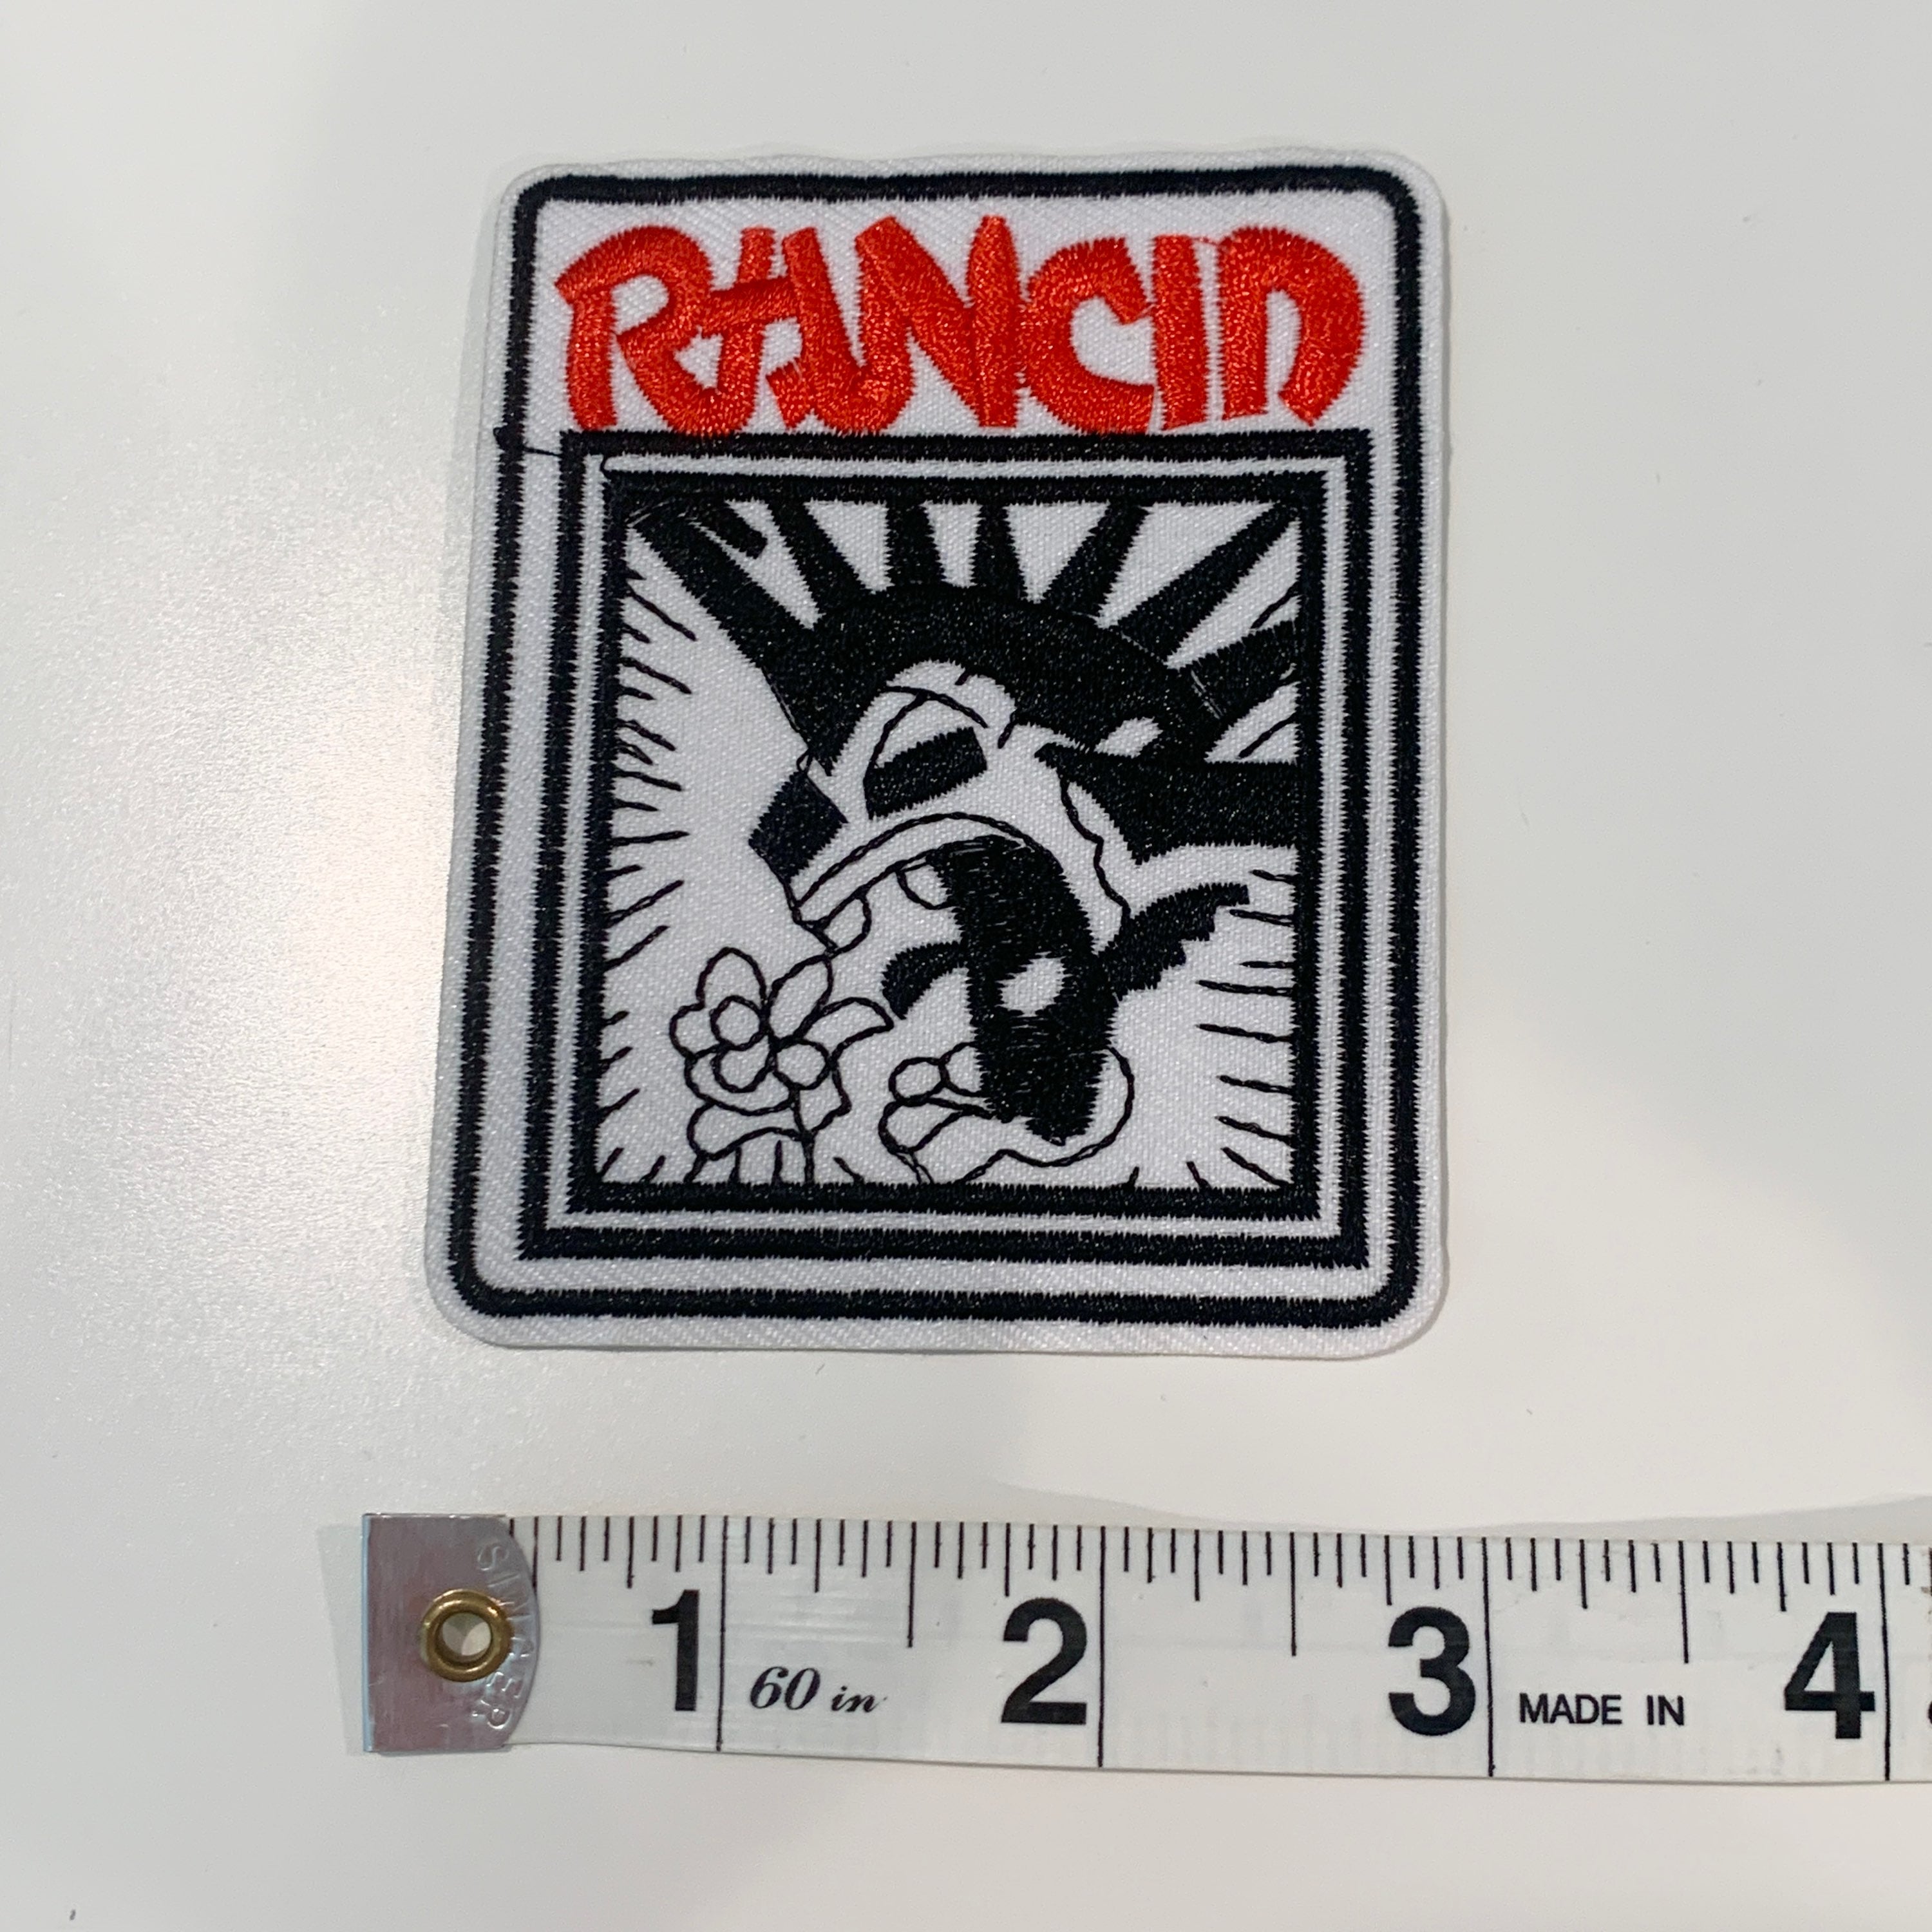 RANCID
SINGER
1 2 3 4
60 in MADE IN